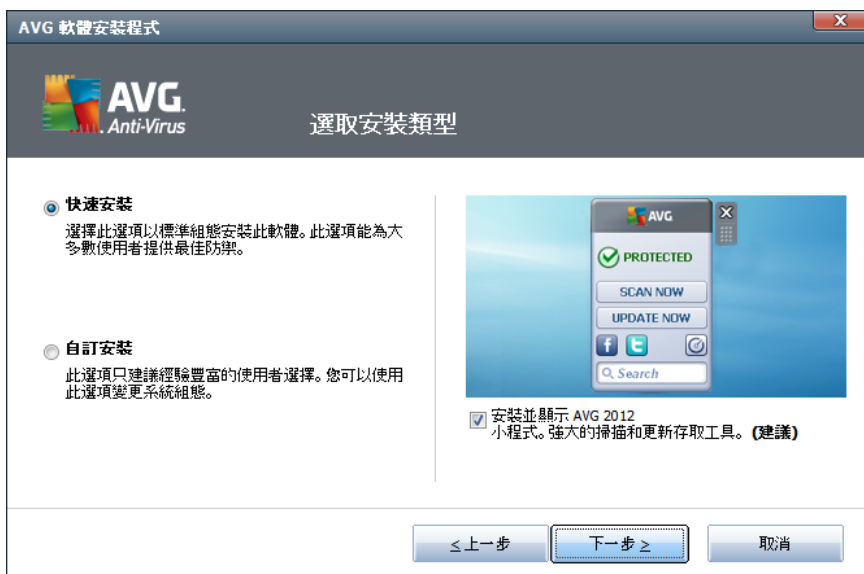 AVG 軟體安裝程式
AVG.
Anti-Virus
選取安裝類型
快速安裝
選擇此選項以標準組態安裝此軟體。此選項能為大
多數使用者提供最佳防禦。
自訂安裝
此選項只建議經驗豐富的使用者選擇。您可以使用
此選項變更系統組態。
AVG
PROTECTED
SCAN NOW
UPDATE NOW
Search
安裝並顯示 AVG 2012
小程式。強大的掃描和更新存取工具。(建議)
≤上一步
下一步≥
取消